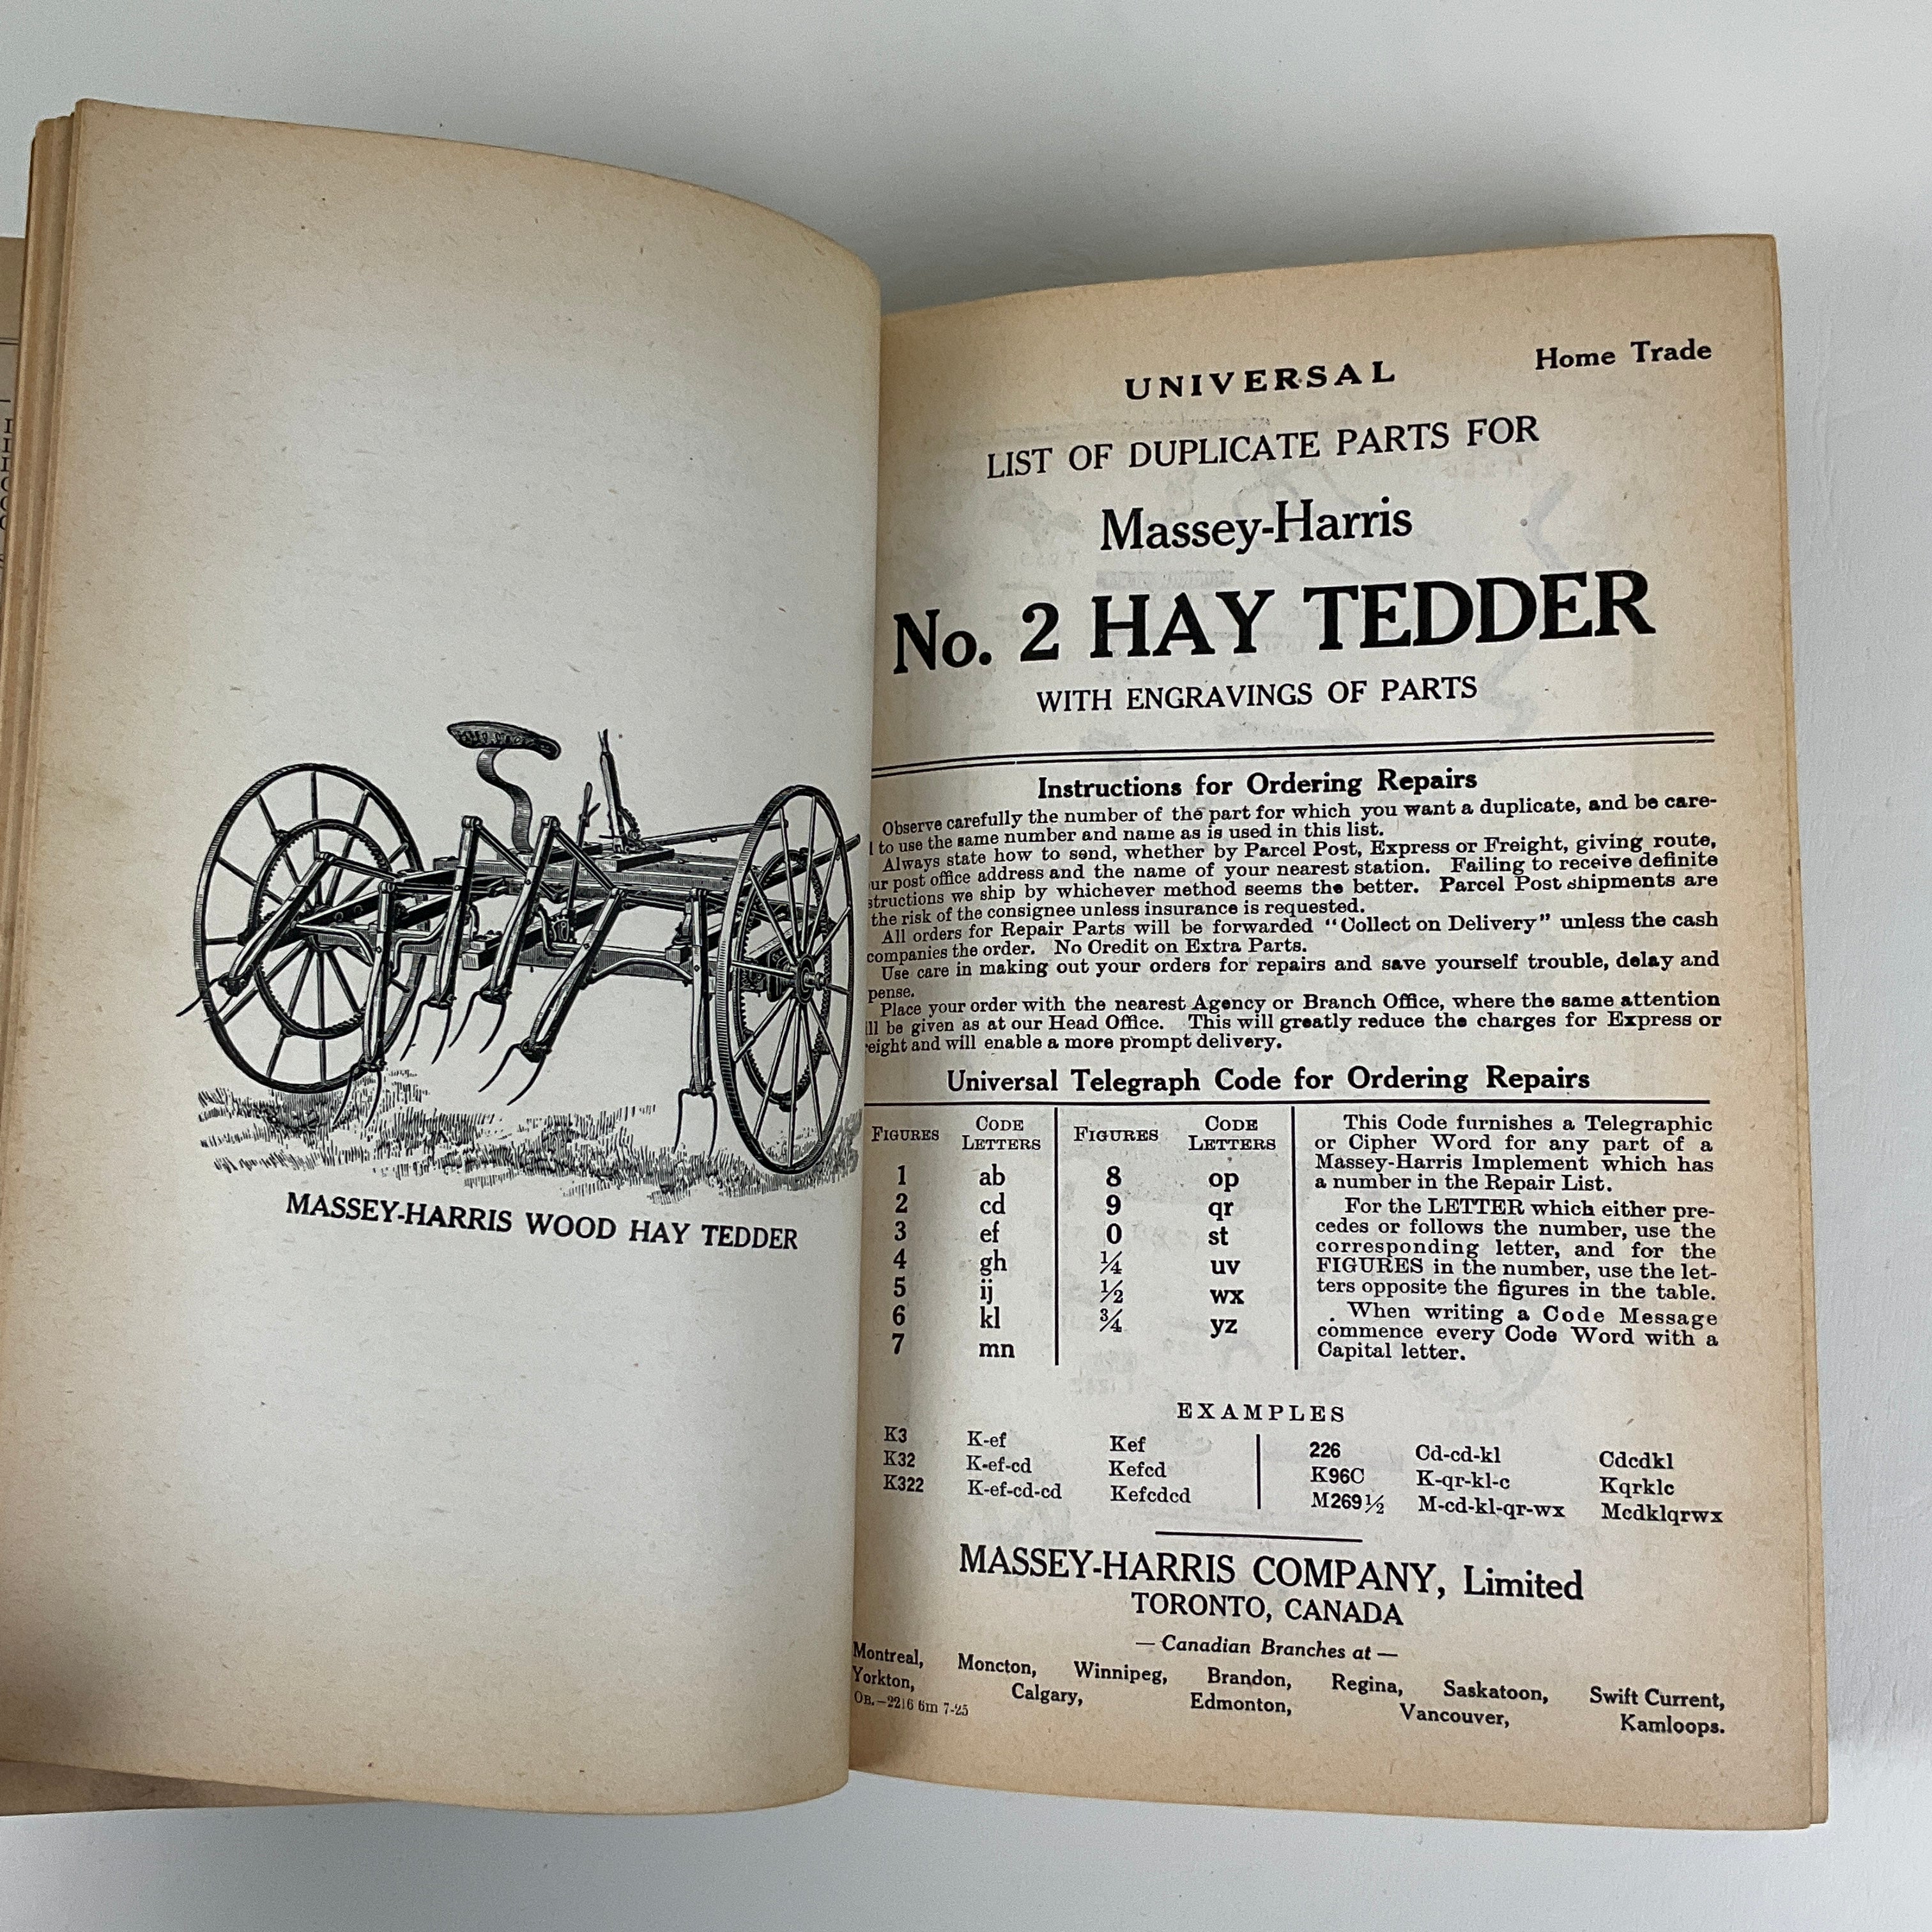 MASSEY-HARRIS WOOD HAY TEDDER
Home Trade
UNIVERSAL
LIST OF DUPLICATE PARTS FOR
Massey-Harris
No. 2 HAY TEDDER
WITH ENGRAVINGS OF PARTS
Instructions for Ordering Repairs
Observe carefully the number of the part for which you want a duplicate, and be care-
to use the same number and name as is used in this list.
Always state how to send, whether by Parcel Post, Express or Freight, giving route,
post office address and the name of your nearest station. Failing to receive definite
we ship by whichever method seems the better. Parcel Post shipments are
the risk of the consignee unless insurance is requested.
All orders for Repair Parts will be forwarded "Collect on Delivery" unless the cash
companies the order. No Credit on Extra Parts.
Use care in making out your orders for repairs and save yourself trouble, delay and
pense.
Place your order with the nearest Agency or Branch Office, where the same attention
ll be given as at our Head Office. This will greatly reduce the charges for Express or
eight and will enable a more prompt delivery.
Universal Telegraph Code for Ordering Repairs
FIGURES CODE LETTERS FIGURES CODE LETTERS
1 ab 8 op
2 cd 9 qr
3 ef 0 st
4 gh ¼ uv
5 ij ½ wx
6 kl ¾ yz
7 mn
This Code furnishes a Telegraphic
or Cipher Word for any part of a
Massey-Harris Implement which has
a number in the Repair List.
For the LETTER which either pre-
cedes or follows the number, use the
corresponding letter, and for the
FIGURES in the number, use the let-
ters opposite the figures in the table.
When writing a Code Message
commence every Code Word with a
Capital letter.
EXAMPLES
K3 K-ef Kef 226 Cd-cd-kl Cdcdkl
K32 K-ef-cd Kefcd K96C K-qr-kl-c Kqrklc
K322 K-ef-cd-cd Kefcdcd M269½ M-cd-kl-qr-wx Mcdklqrwx
MASSEY-HARRIS COMPANY, Limited
TORONTO, CANADA
— Canadian Branches at —
Montreal, Moncton, Winnipeg, Brandon, Regina, Saskatoon, Swift Current,
Yorkton, Calgary, Edmonton, Vancouver, Kamloops.
OR.—2216 6m 7-25